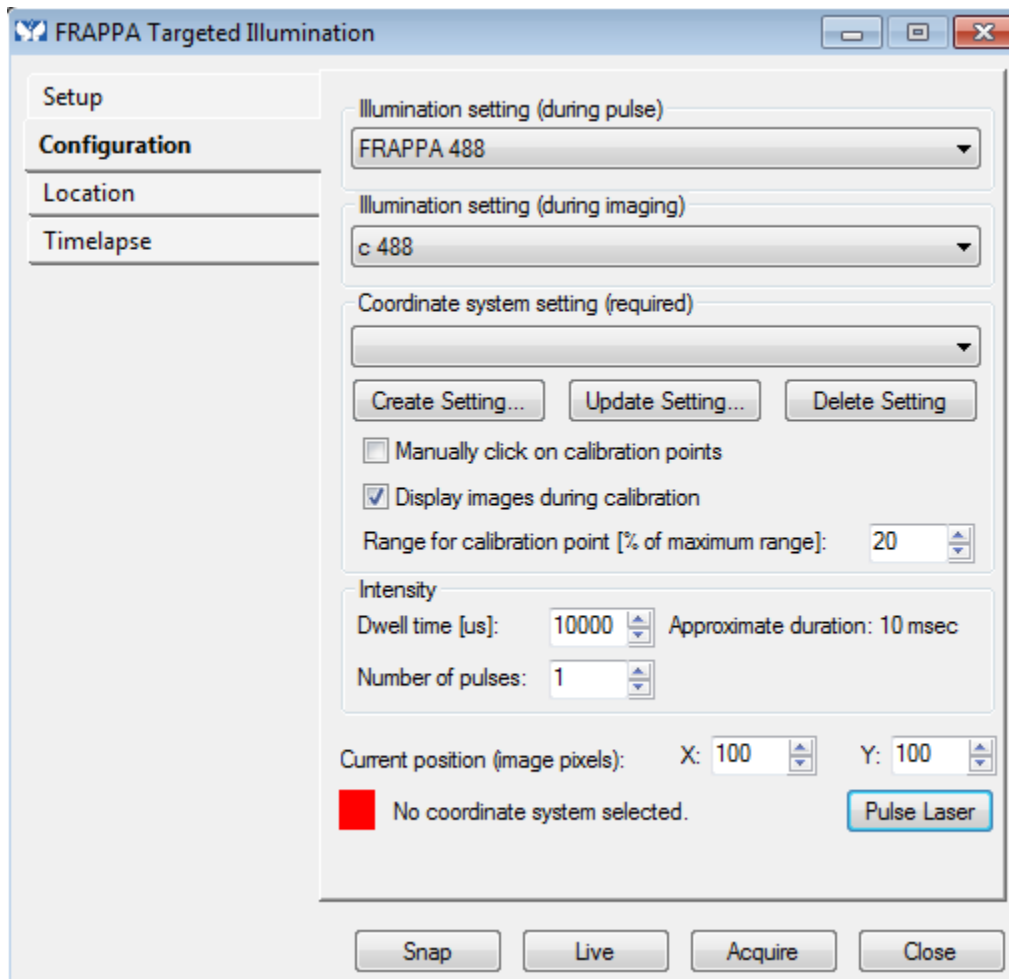 FRAPPA Targeted Illumination
Setup
Configuration
Location
Timelapse
Illumination setting (during pulse)
FRAPPA 488
Illumination setting (during imaging)
c 488
Coordinate system setting (required)
Create Setting... Update Setting... Delete Setting
Manually click on calibration points
Display images during calibration
Range for calibration point [% of maximum range]: 20
Intensity
Dwell time [us]: 10000 Approximate duration: 10 msec
Number of pulses: 1
Current position (image pixels): X: 100 Y: 100
No coordinate system selected. Pulse Laser
Snap Live Acquire Close